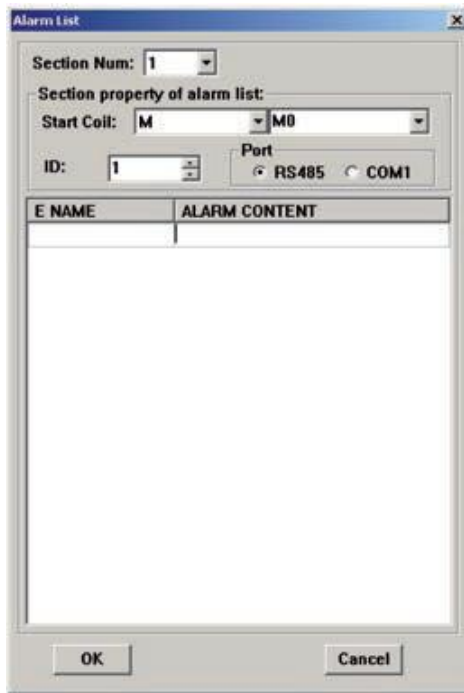 Alarm List
Section Num: 1
Section property of alarm list:
Start Coil: M M0
ID: 1
Port
RS485 COM1
E NAME ALARM CONTENT
OK Cancel